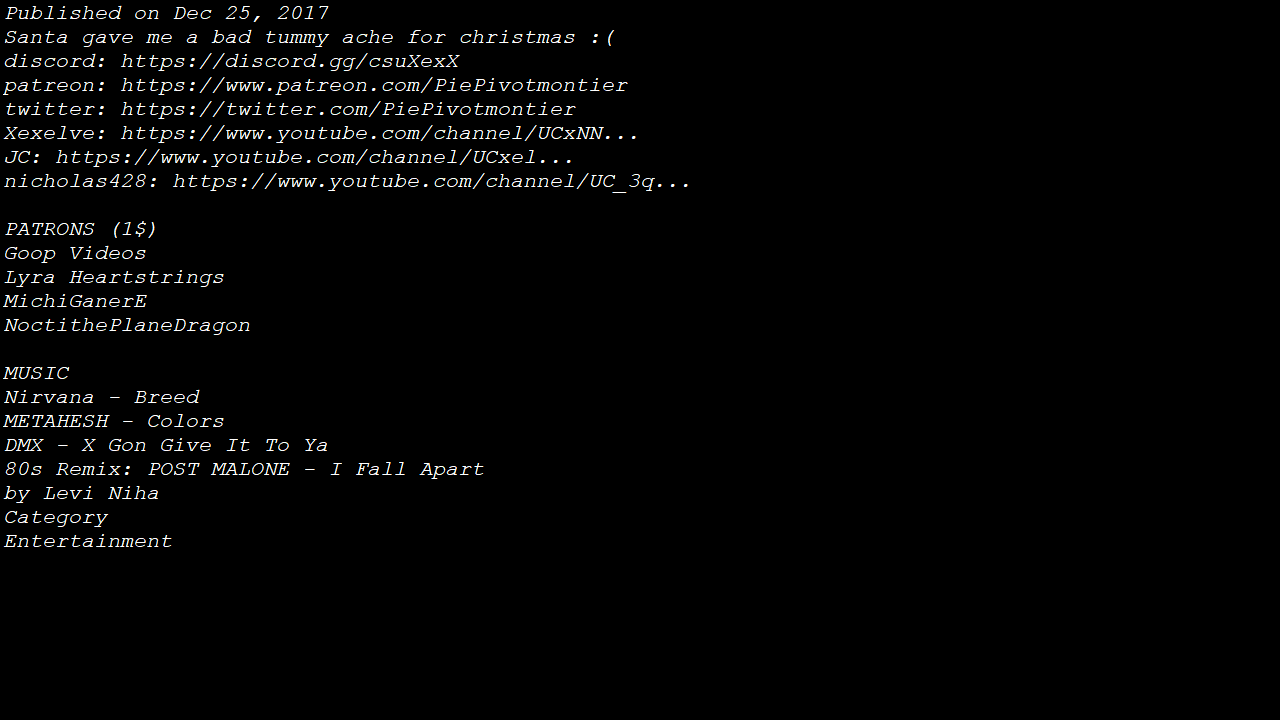 Published on Dec 25, 2017
Santa gave me a bad tummy ache for christmas :(
discord: https://discord.gg/csuXexX
patreon: https://www.patreon.com/PiePivotmontier
twitter: https://twitter.com/PiePivotmontier
Xexelve: https://www.youtube.com/channel/UCxNN...
JC: https://www.youtube.com/channel/UCxel...
nicholas428: https://www.youtube.com/channel/UC_3q...
PATRONS (1$)
Goop Videos
Lyra Heartstrings
MichiGanerE
NoctithePlaneDragon
MUSIC
Nirvana - Breed
METAHESH - Colors
DMX - X Gon Give It To Ya
80s Remix: POST MALONE - I Fall Apart
by Levi Niha
Category
Entertainment